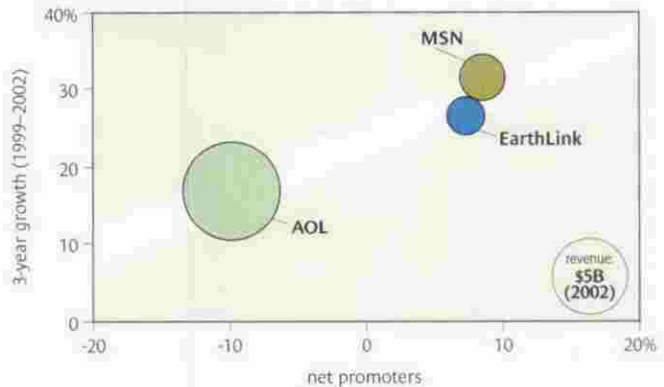 40%
MSN
30
EarthLink
20
AOL
10
revenue:
$5B
(2002)
0
-20
-10
0
10
20%
net promoters
3-year growth (1999–2002)